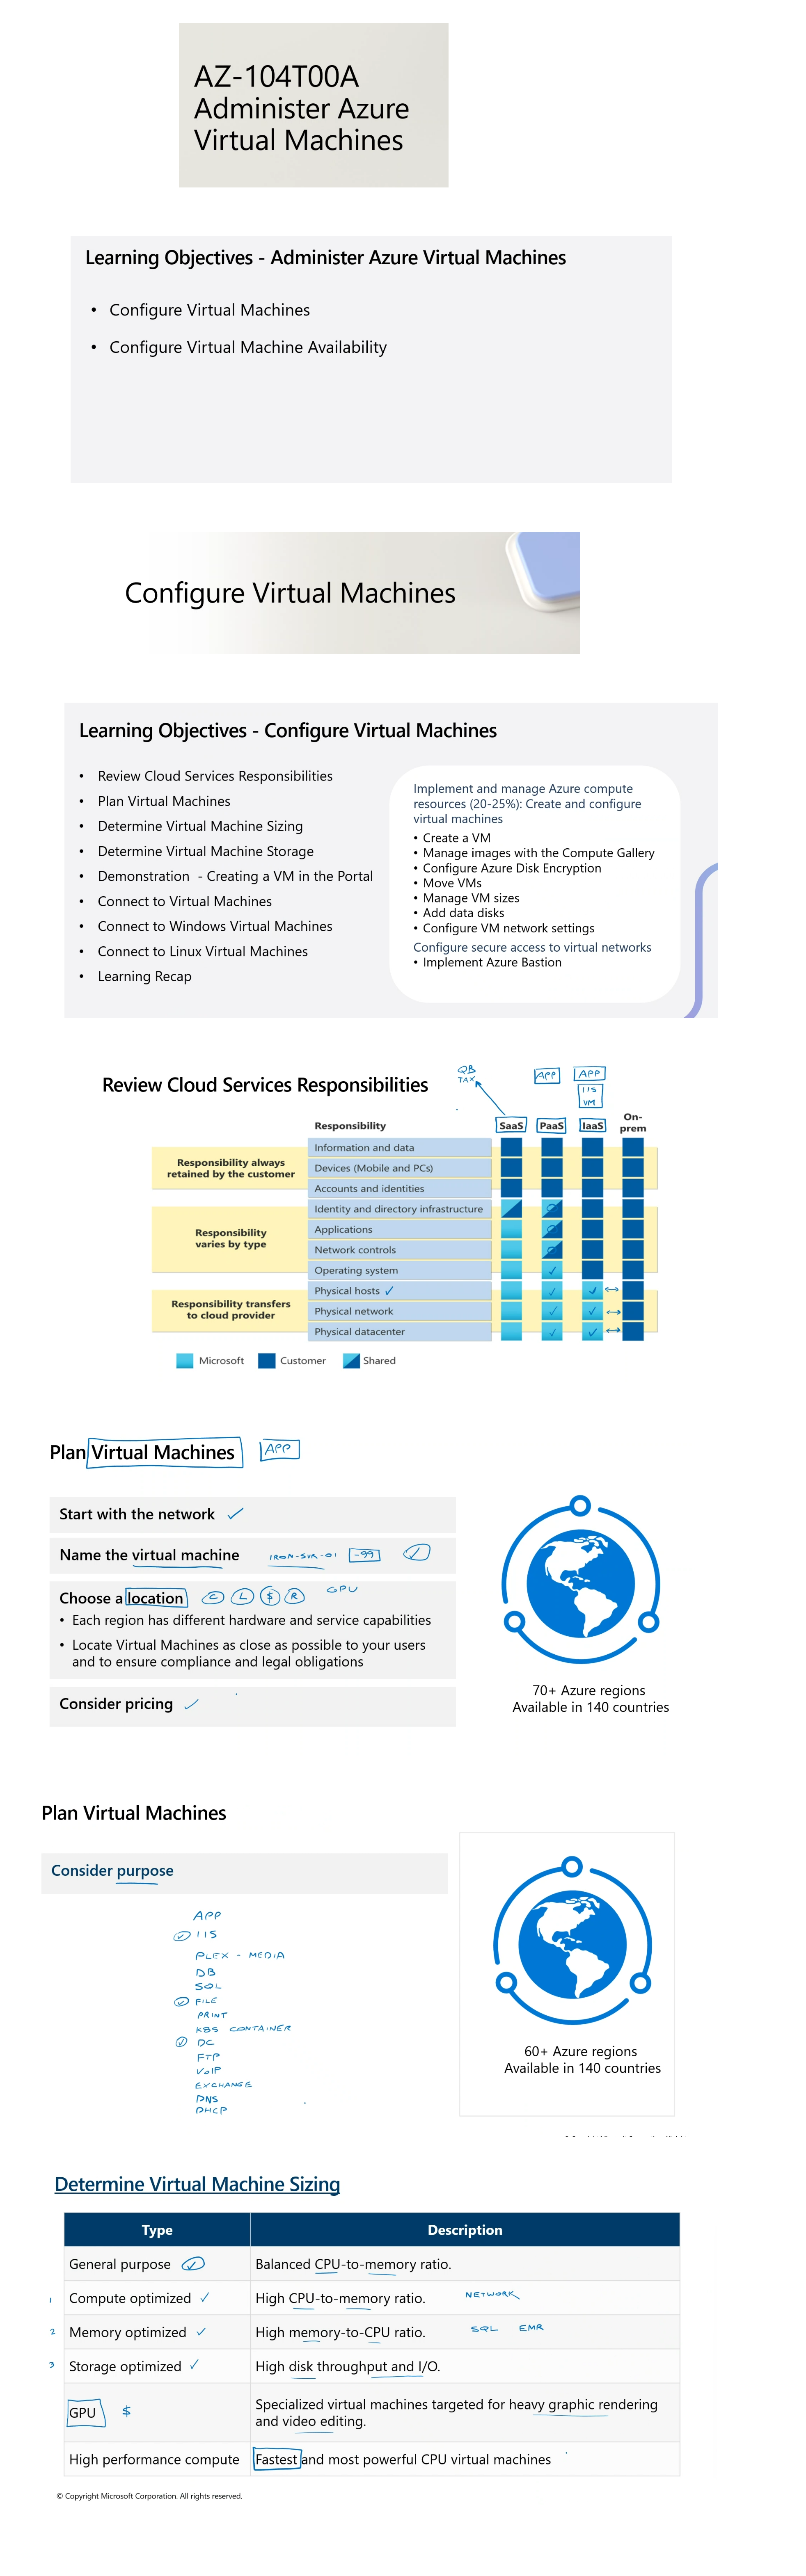 AZ-104T00A
Administer Azure
Virtual Machines
Learning Objectives - Administer Azure Virtual Machines
• Configure Virtual Machines
• Configure Virtual Machine Availability
Configure Virtual Machines
Learning Objectives - Configure Virtual Machines
• Review Cloud Services Responsibilities
• Plan Virtual Machines
• Determine Virtual Machine Sizing
• Determine Virtual Machine Storage
• Demonstration - Creating a VM in the Portal
• Connect to Virtual Machines
• Connect to Windows Virtual Machines
• Connect to Linux Virtual Machines
• Learning Recap
Implement and manage Azure compute
resources (20-25%): Create and configure
virtual machines
• Create a VM
• Manage images with the Compute Gallery
• Configure Azure Disk Encryption
• Move VMs
• Manage VM sizes
• Add data disks
• Configure VM network settings
Configure secure access to virtual networks
• Implement Azure Bastion
Review Cloud Services Responsibilities
QB
TAX
APP
APP
IIS
VM
Responsibility
SaaS
PaaS
IaaS
On-
prem
Responsibility always
retained by the customer
Information and data
Devices (Mobile and PCs)
Accounts and identities
Responsibility
varies by type
Identity and directory infrastructure
Applications
Network controls
Operating system
Responsibility transfers
to cloud provider
Physical hosts ✓
Physical network
Physical datacenter
Microsoft
Customer
Shared
Plan Virtual Machines APP
Start with the network ✓
Name the virtual machine IRON-SVR-01 -99
Choose a location C L $ R GPU
• Each region has different hardware and service capabilities
• Locate Virtual Machines as close as possible to your users
and to ensure compliance and legal obligations
Consider pricing ✓
70+ Azure regions
Available in 140 countries
Plan Virtual Machines
Consider purpose
APP
✓ IIS
PLEX - MEDIA
DB
SQL
✓ FILE
PRINT
K8S CONTAINER
✓ DC
FTP
VOIP
EXCHANGE
DNS
DHCP
60+ Azure regions
Available in 140 countries
Determine Virtual Machine Sizing
Type
Description
General purpose ✓
Balanced CPU-to-memory ratio.
1 Compute optimized ✓
High CPU-to-memory ratio. NETWORK
2 Memory optimized ✓
High memory-to-CPU ratio. SQL EMR
3 Storage optimized ✓
High disk throughput and I/O.
GPU $
Specialized virtual machines targeted for heavy graphic rendering
and video editing.
High performance compute
Fastest and most powerful CPU virtual machines
© Copyright Microsoft Corporation. All rights reserved.